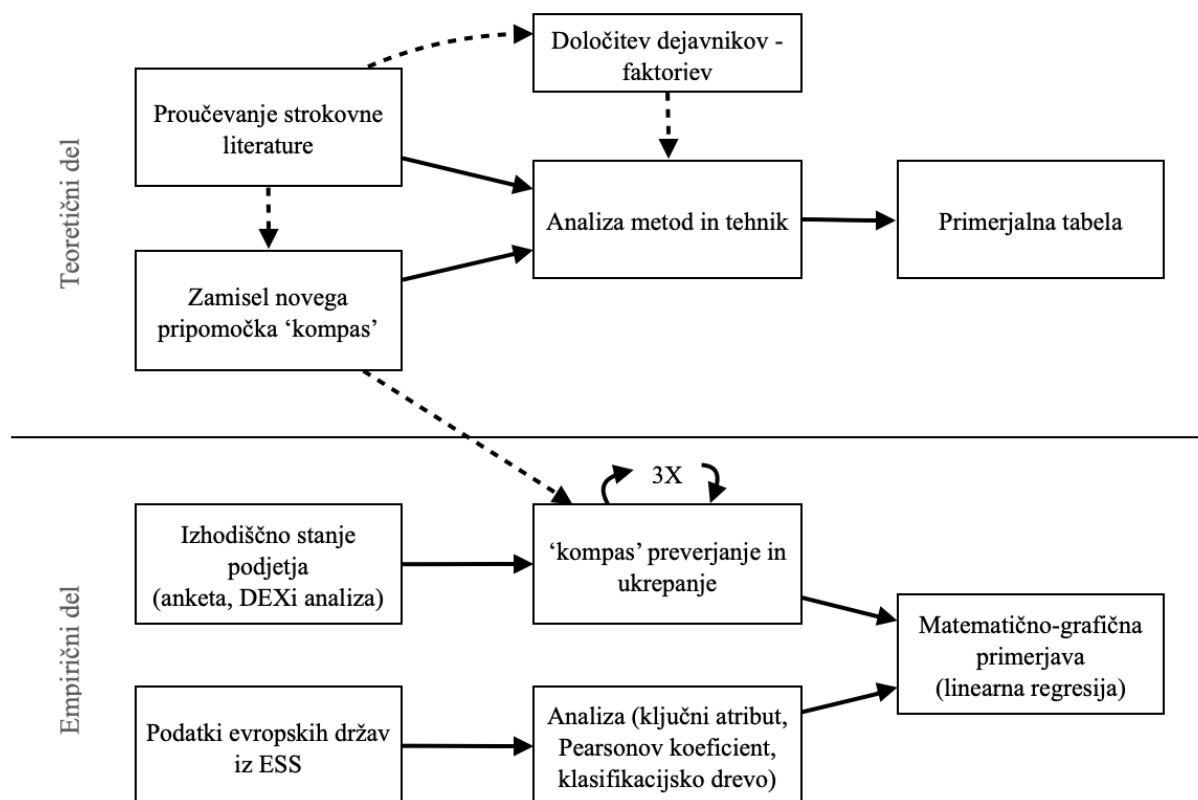 Teoretični del
Določitev dejavnikov -
faktoriev
Proučevanje strokovne
literature
Analiza metod in tehnik
Primerjalna tabela
Zamisel novega
pripomočka ‘kompas’
Empirični del
3X
Izhodiščno stanje
podjetja
(anketa, DEXi analiza)
‘kompas’ preverjanje in
ukrepanje
Matematično-grafična
primerjava
(linearna regresija)
Podatki evropskih držav
iz ESS
Analiza (ključni atribut,
Pearsonov koeficient,
klasifikacijsko drevo)